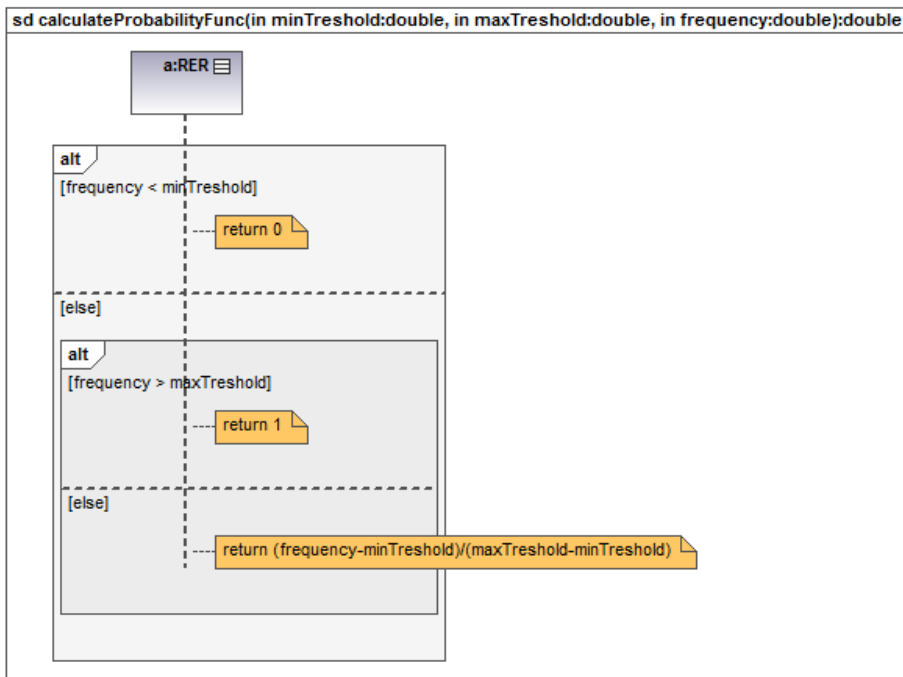 sd calculateProbabilityFunc(in minTreshold:double, in maxTreshold:double, in frequency:double):double
a:RER
alt
[frequency < minTreshold]
return 0
[else]
alt
[frequency > maxTreshold]
return 1
[else]
return (frequency-minTreshold)/(maxTreshold-minTreshold)